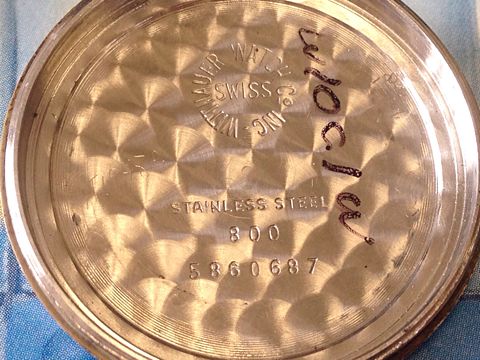 WITTNAUER WATCH Co. INC.
SWISS
STAINLESS STEEL
800
5860687